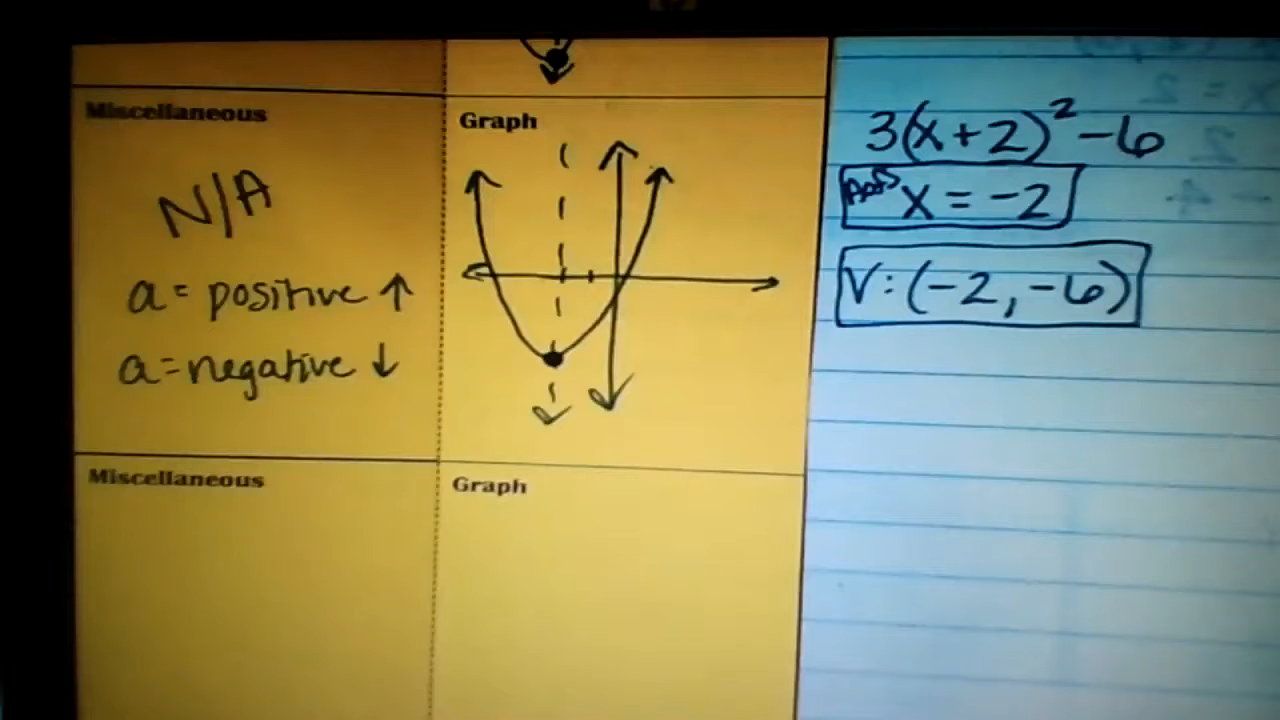 Miscellaneous
N/A
a = positive ↑
a = negative ↓
Graph
3(x+2)² - 6
AOS x = -2
V: (-2, -6)
Miscellaneous
Graph